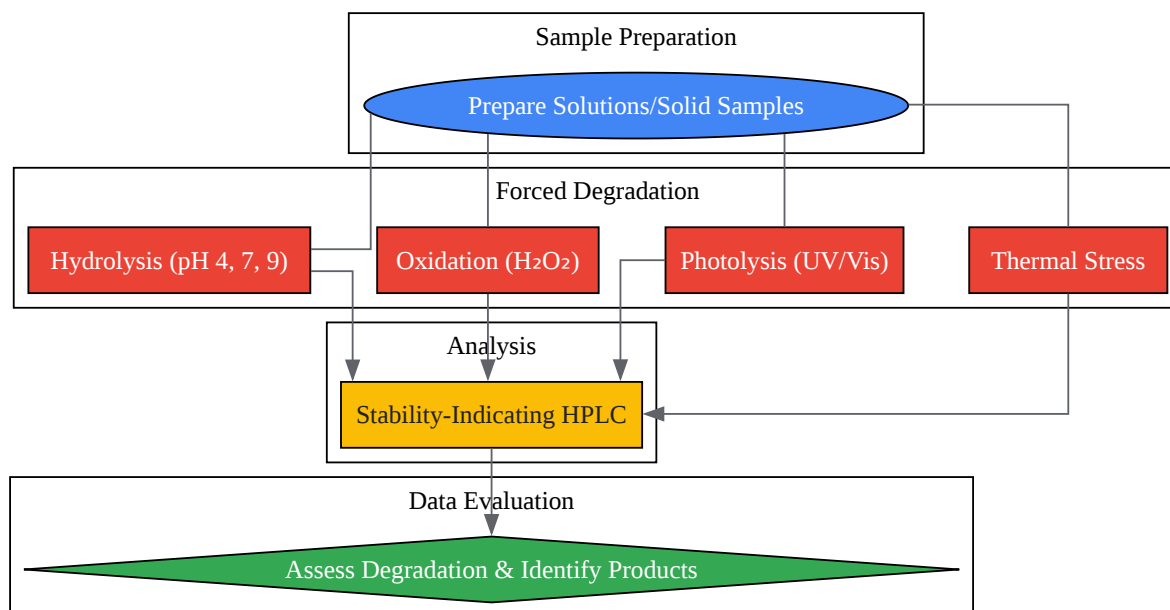 Sample Preparation
Prepare Solutions/Solid Samples
Forced Degradation
Hydrolysis (pH 4, 7, 9)
Oxidation (H₂O₂)
Photolysis (UV/Vis)
Thermal Stress
Analysis
Stability-Indicating HPLC
Data Evaluation
Assess Degradation & Identify Products